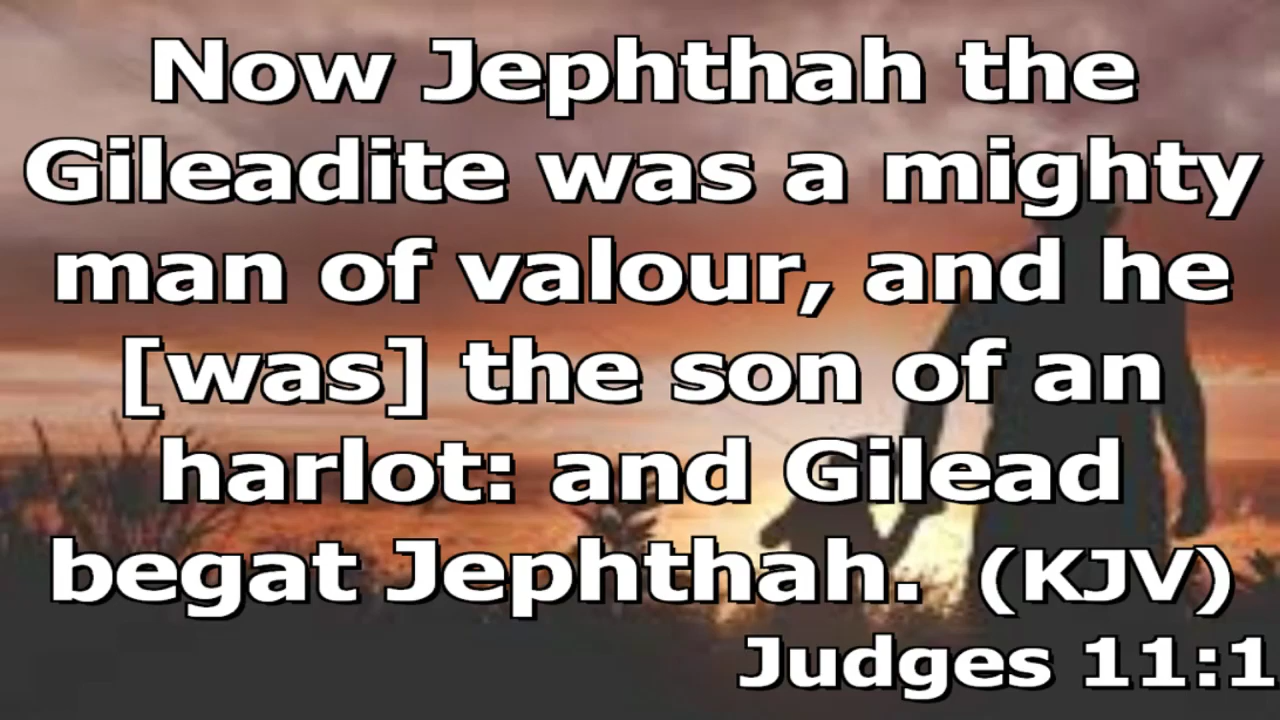 Now Jephthah the
Gileadite was a mighty
man of valour, and he
[was] the son of an
harlot: and Gilead
begat Jephthah. (KJV)
Judges 11:1